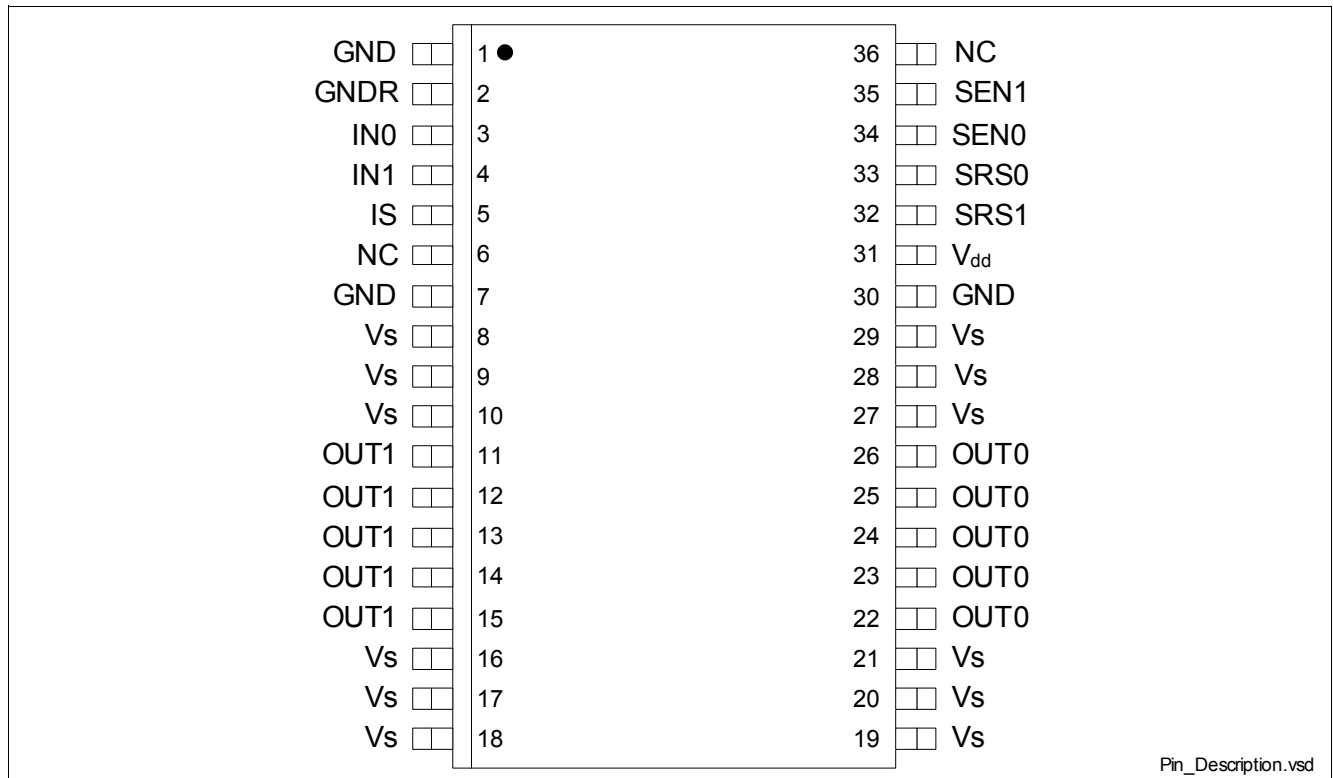 GND 1 36 NC
GNDR 2 35 SEN1
IN0 3 34 SEN0
IN1 4 33 SRS0
IS 5 32 SRS1
NC 6 31 Vdd
GND 7 30 GND
Vs 8 29 Vs
Vs 9 28 Vs
Vs 10 27 Vs
OUT1 11 26 OUT0
OUT1 12 25 OUT0
OUT1 13 24 OUT0
OUT1 14 23 OUT0
OUT1 15 22 OUT0
Vs 16 21 Vs
Vs 17 20 Vs
Vs 18 19 Vs
Pin_Description.vsd